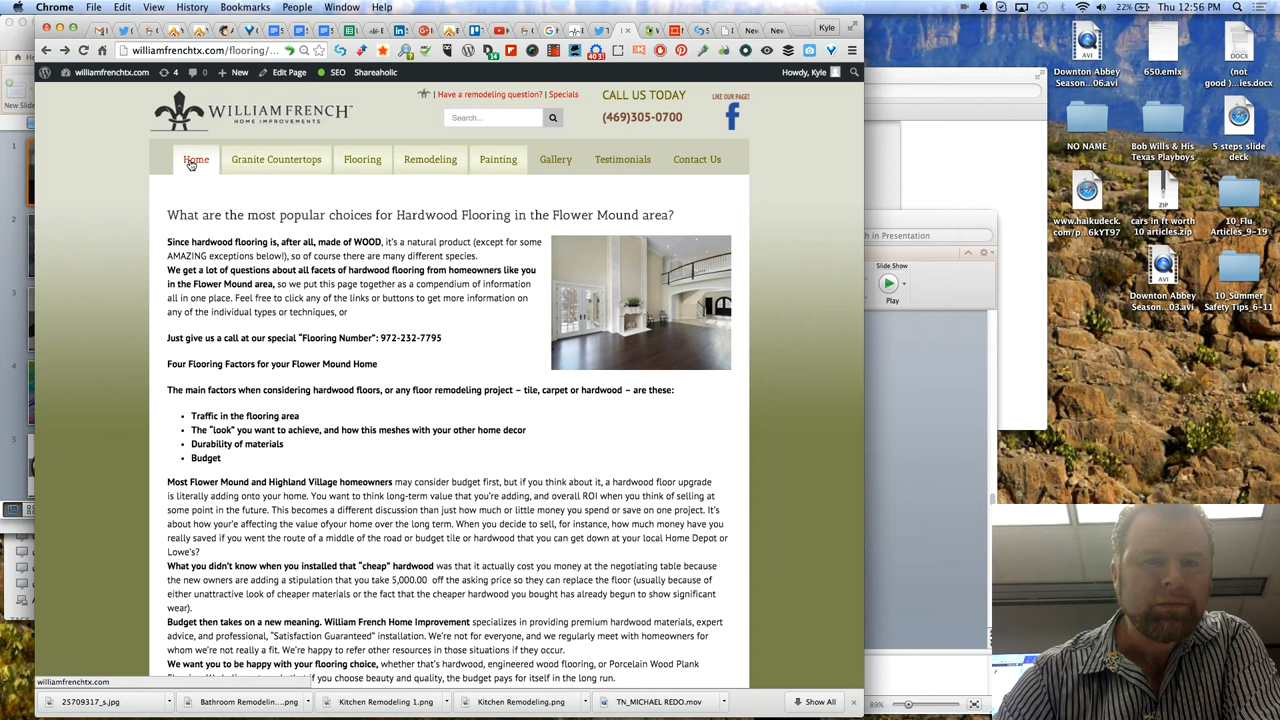 Chrome File Edit View History Bookmarks People Window Help
22% Thu 12:56 PM
Kyle
williamfrenchtx.com/flooring/
williamfrenchtx.com 4 0 New Edit Page SEO Shareaholic
Howdy, Kyle
WILLIAM FRENCH
HOME IMPROVEMENTS
| Have a remodeling question? | Specials
Search...
CALL US TODAY
(469)305-0700
LIKE OUR PAGE!
Home Granite Countertops Flooring Remodeling Painting Gallery Testimonials Contact Us
What are the most popular choices for Hardwood Flooring in the Flower Mound area?
Since hardwood flooring is, after all, made of WOOD, it's a natural product (except for some
AMAZING exceptions below!), so of course there are many different species.
We get a lot of questions about all facets of hardwood flooring from homeowners like you
in the Flower Mound area, so we put this page together as a compendium of information
all in one place. Feel free to click any of the links or buttons to get more information on
any of the individual types or techniques, or
Just give us a call at our special "Flooring Number": 972-232-7795
Four Flooring Factors for your Flower Mound Home
The main factors when considering hardwood floors, or any floor remodeling project – tile, carpet or hardwood – are these:
• Traffic in the flooring area
• The "look" you want to achieve, and how this meshes with your other home decor
• Durability of materials
• Budget
Most Flower Mound and Highland Village homeowners may consider budget first, but if you think about it, a hardwood floor upgrade
is literally adding onto your home. You want to think long-term value that you're adding, and overall ROI when you think of selling at
some point in the future. This becomes a different discussion than just how much or little money you spend or save on one project. It's
about how your'e affecting the value ofyour home over the long term. When you decide to sell, for instance, how much money have you
really saved if you went the route of a middle of the road or budget tile or hardwood that you can get down at your local Home Depot or
Lowe's?
What you didn't know when you installed that "cheap" hardwood was that it actually cost you money at the negotiating table because
the new owners are adding a stipulation that you take 5,000.00 off the asking price so they can replace the floor (usually because of
either unattractive look of cheaper materials or the fact that the cheaper hardwood you bought has already begun to show significant
wear).
Budget then takes on a new meaning. William French Home Improvement specializes in providing premium hardwood materials, expert
advice, and professional, "Satisfaction Guaranteed" installation. We're not for everyone, and we regularly meet with homeowners for
whom we're not really a fit. We're happy to refer other resources in those situations if they occur.
We want you to be happy with your flooring choice, whether that's hardwood, engineered wood flooring, or Porcelain Wood Plank
if you choose beauty and quality, the budget pays for itself in the long run.
williamfrenchtx.com
25709317_s.jpg Bathroom Remodelin....png Kitchen Remodeling 1.png Kitchen Remodeling.png TN_MICHAEL REDO.mov Show All
New Slide
1
2
3
4
5
h in Presentation
Slide Show
Play
89%
Downton Abbey
Season...06.avi
650.emlx
(not
good )...ies.docx
NO NAME
Bob Wills & His
Texas Playboys
5 steps slide
deck
www.haikudeck.
com/p...6kYT97
cars in ft worth
10 articles.zip
10_Flu
Articles_9-19
Downton Abbey
Season...03.avi
10_Summer
Safety Tips_6-11
AVI
DOCX
ZIP
AVI